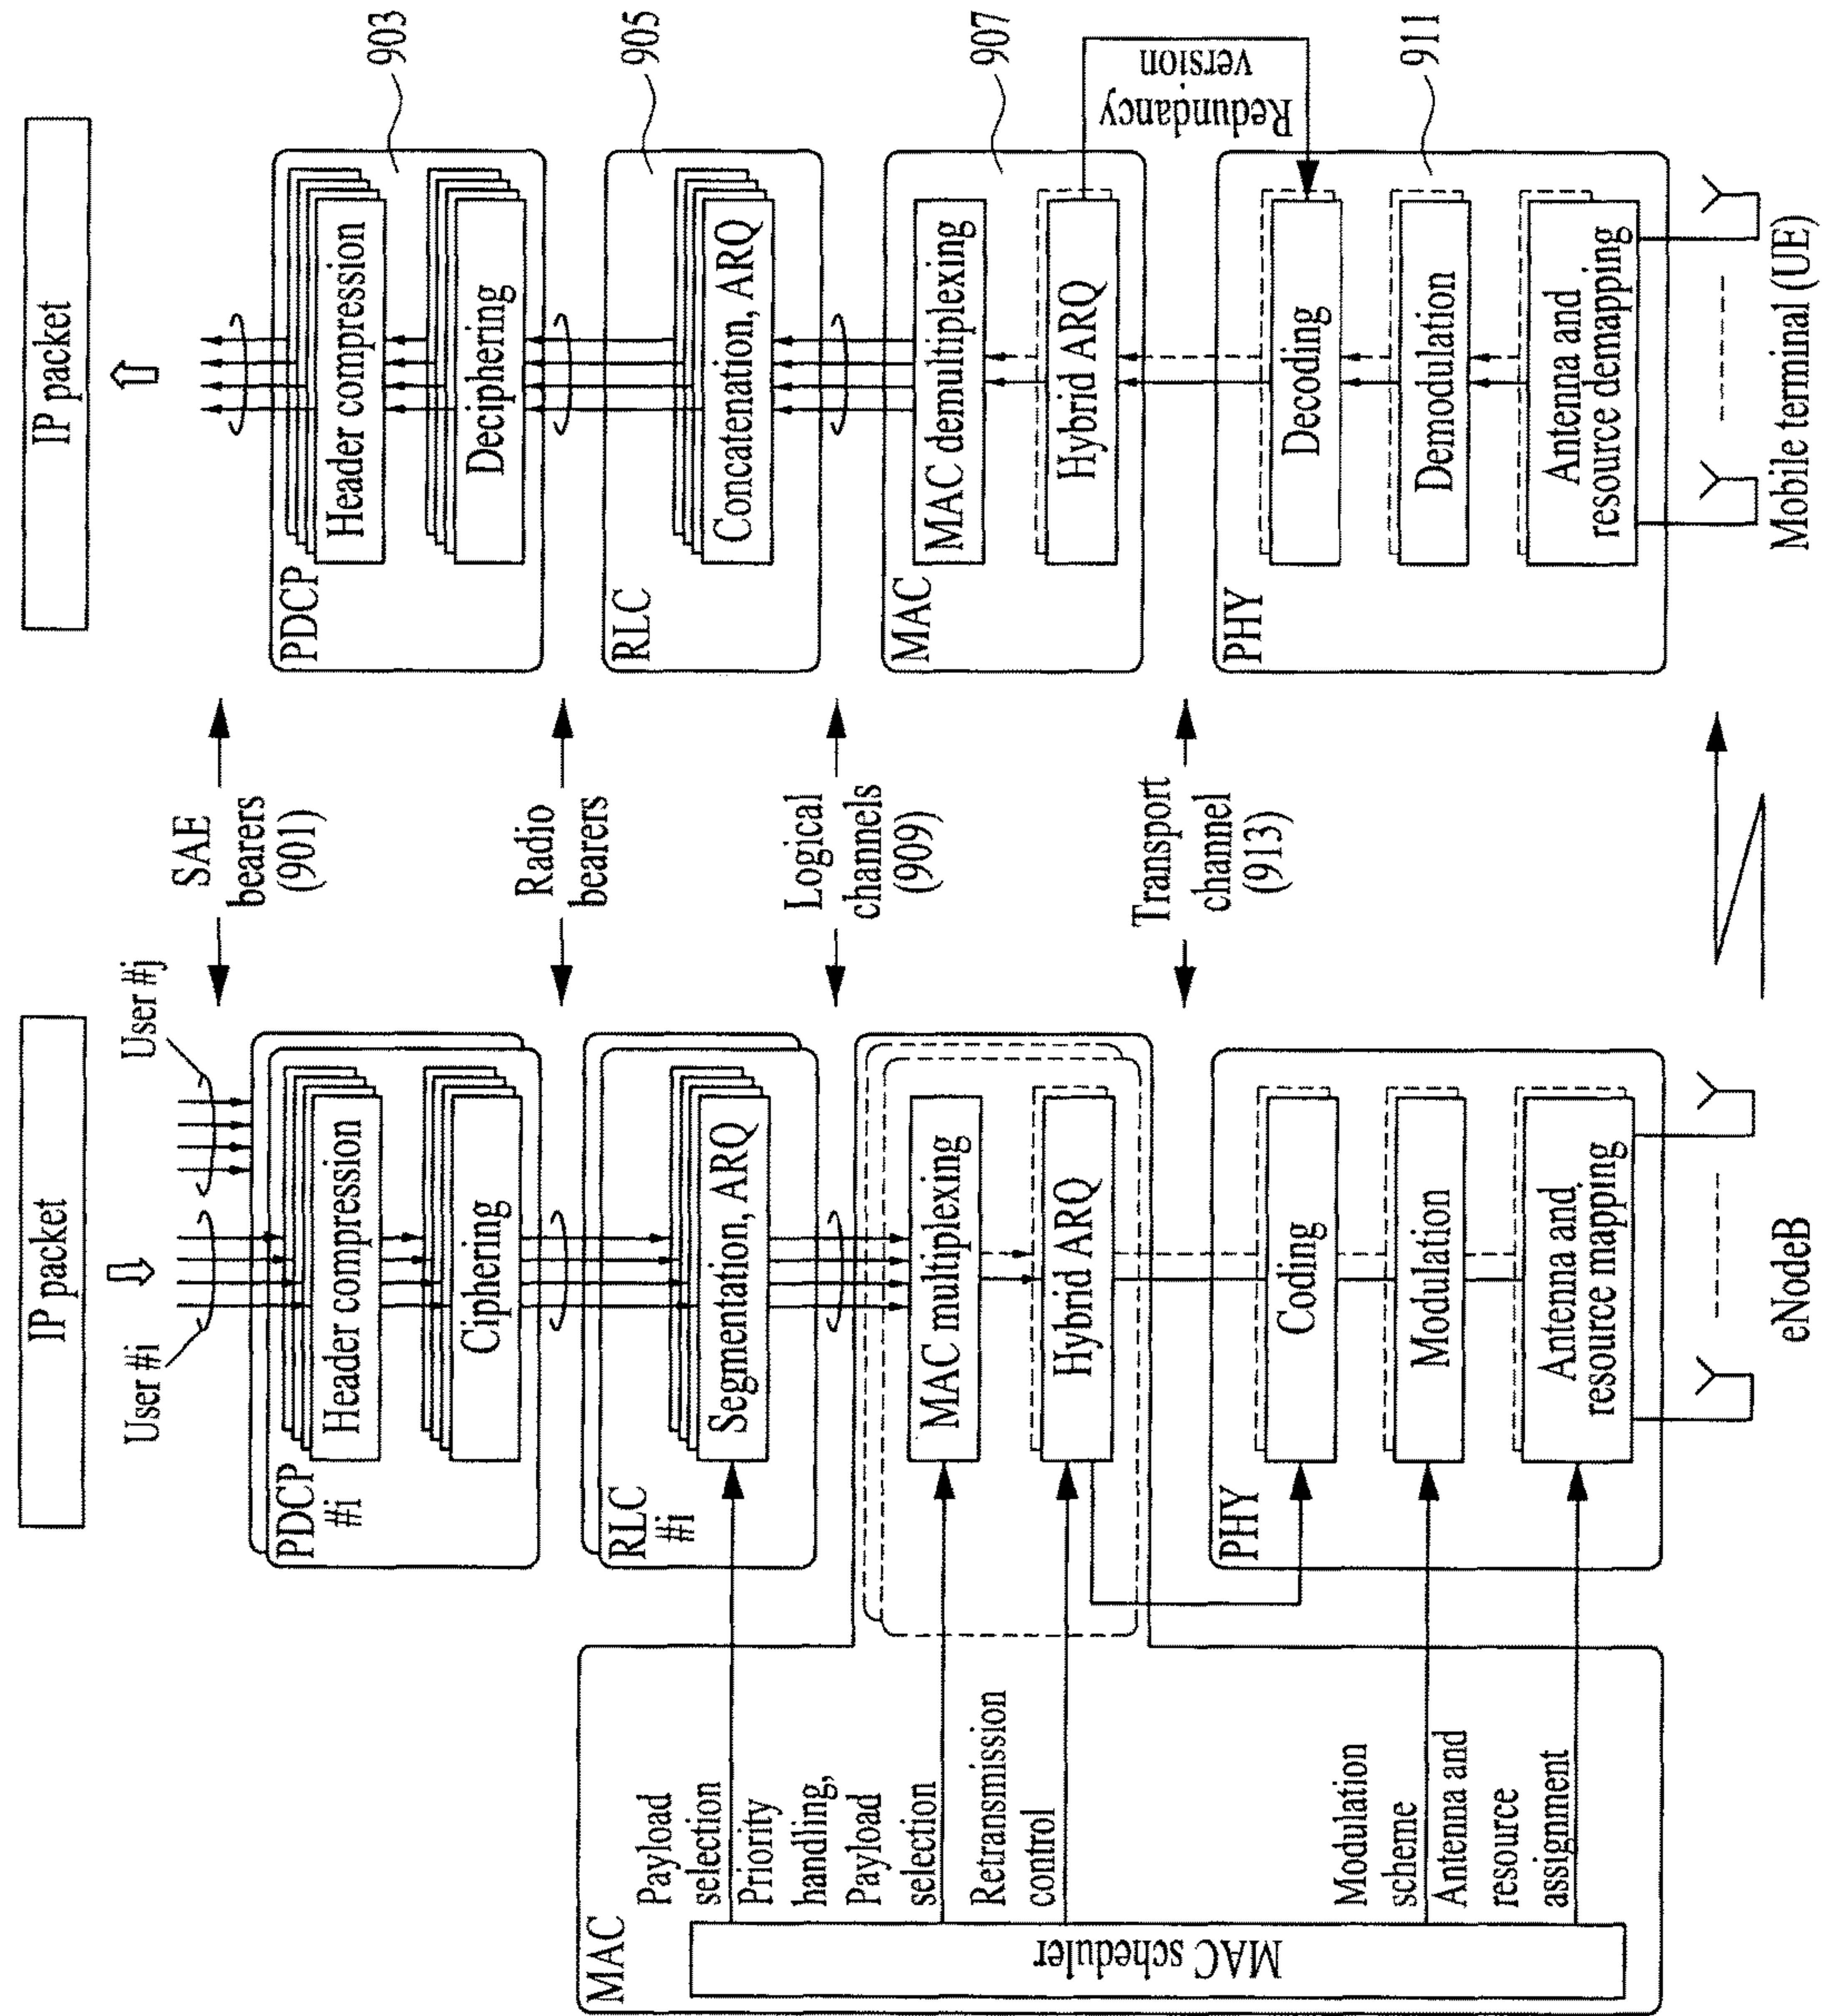 IP packet
User #i
User #j
PDCP
#i
Header compression
Ciphering
RLC
#i
Segmentation, ARQ
MAC
MAC scheduler
Payload
selection
Priority
handling,
Payload
selection
Retransmission
control
Modulation
scheme
Antenna and
resource
assignment
MAC multiplexing
Hybrid ARQ
PHY
Coding
Modulation
Antenna and
resource mapping
eNodeB
SAE
bearers
(901)
Radio
bearers
Logical
channels
(909)
Transport
channel
(913)
IP packet
PDCP
903
Header compression
Deciphering
RLC
905
Concatenation, ARQ
MAC
907
MAC demultiplexing
Hybrid ARQ
Redundancy
version
PHY
911
Decoding
Demodulation
Antenna and
resource demapping
Mobile terminal (UE)